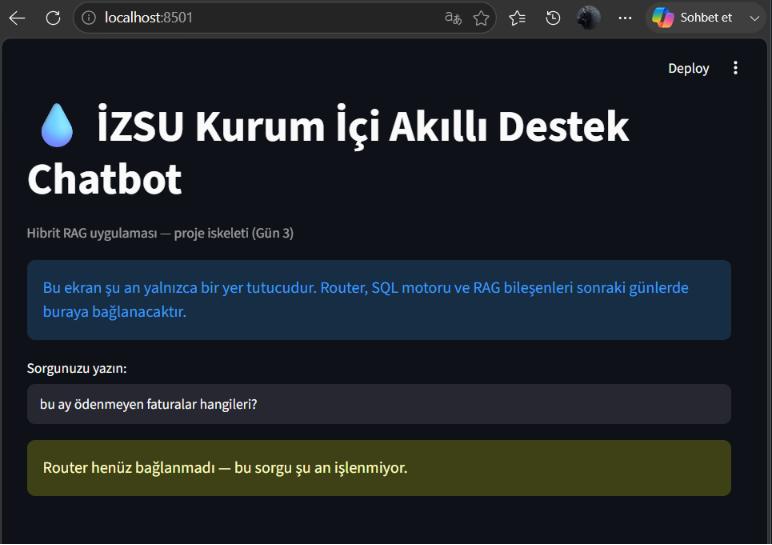 localhost:8501
Sohbet et
Deploy
İZSU Kurum İçi Akıllı Destek
Chatbot
Hibrit RAG uygulaması — proje iskeleti (Gün 3)
Bu ekran şu an yalnızca bir yer tutucudur. Router, SQL motoru ve RAG bileşenleri sonraki günlerde
buraya bağlanacaktır.
Sorgunuzu yazın:
bu ay ödenmeyen faturalar hangileri?
Router henüz bağlanmadı — bu sorgu şu an işlenmiyor.